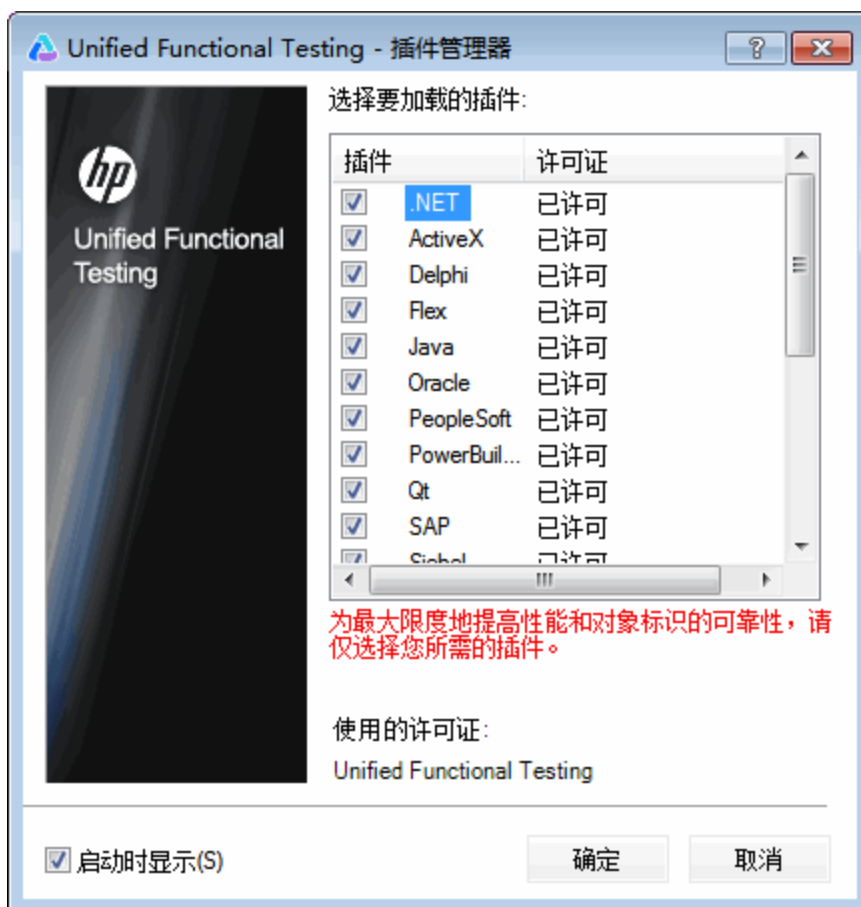 Unified Functional Testing - 插件管理器
hp
Unified Functional
Testing
选择要加载的插件:
插件 许可证
.NET 已许可
ActiveX 已许可
Delphi 已许可
Flex 已许可
Java 已许可
Oracle 已许可
PeopleSoft 已许可
PowerBuil... 已许可
Qt 已许可
SAP 已许可
Siebel 已许可
为最大限度地提高性能和对象标识的可靠性，请
仅选择您所需的插件。
使用的许可证:
Unified Functional Testing
启动时显示(S) 确定 取消